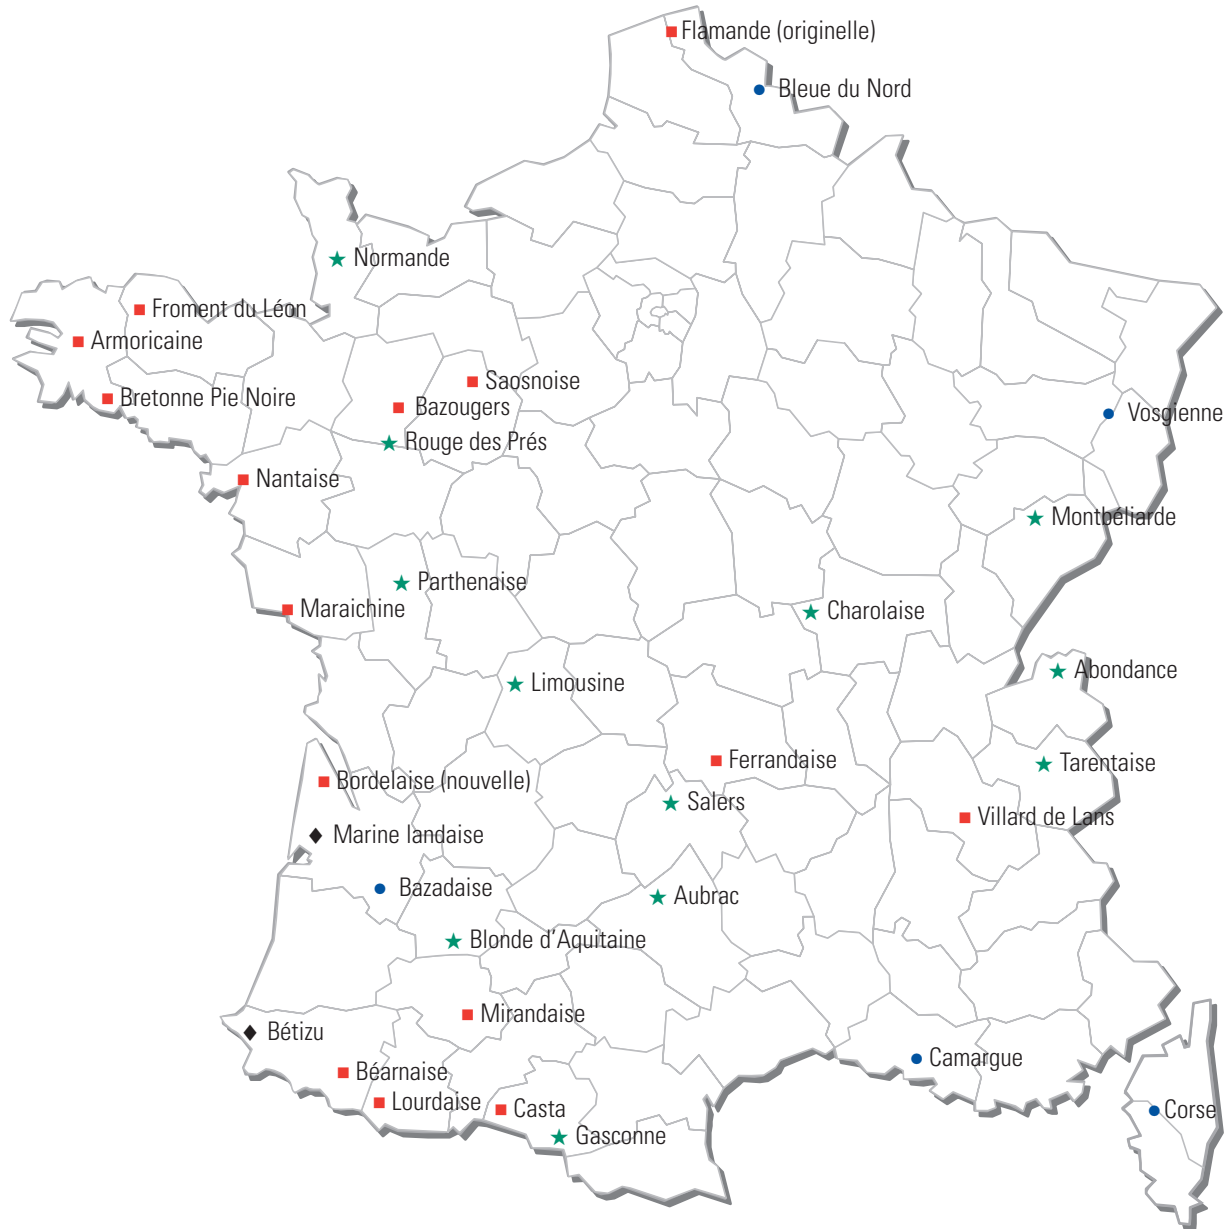 Flamande (originelle)
Bleue du Nord
Normande
Froment du Léon
Armoricaine
Saosnoise
Bretonne Pie Noire
Bazougers
Vosgienne
Rouge des Prés
Nantaise
Montbéliarde
Parthenaise
Maraichine
Charolaise
Abondance
Limousine
Ferrandaise
Tarentaise
Bordelaise (nouvelle)
Salers
Villard de Lans
Marine landaise
Bazadaise
Aubrac
Blonde d'Aquitaine
Mirandaise
Bétizu
Camargue
Béarnaise
Lourdaise
Casta
Corse
Gasconne